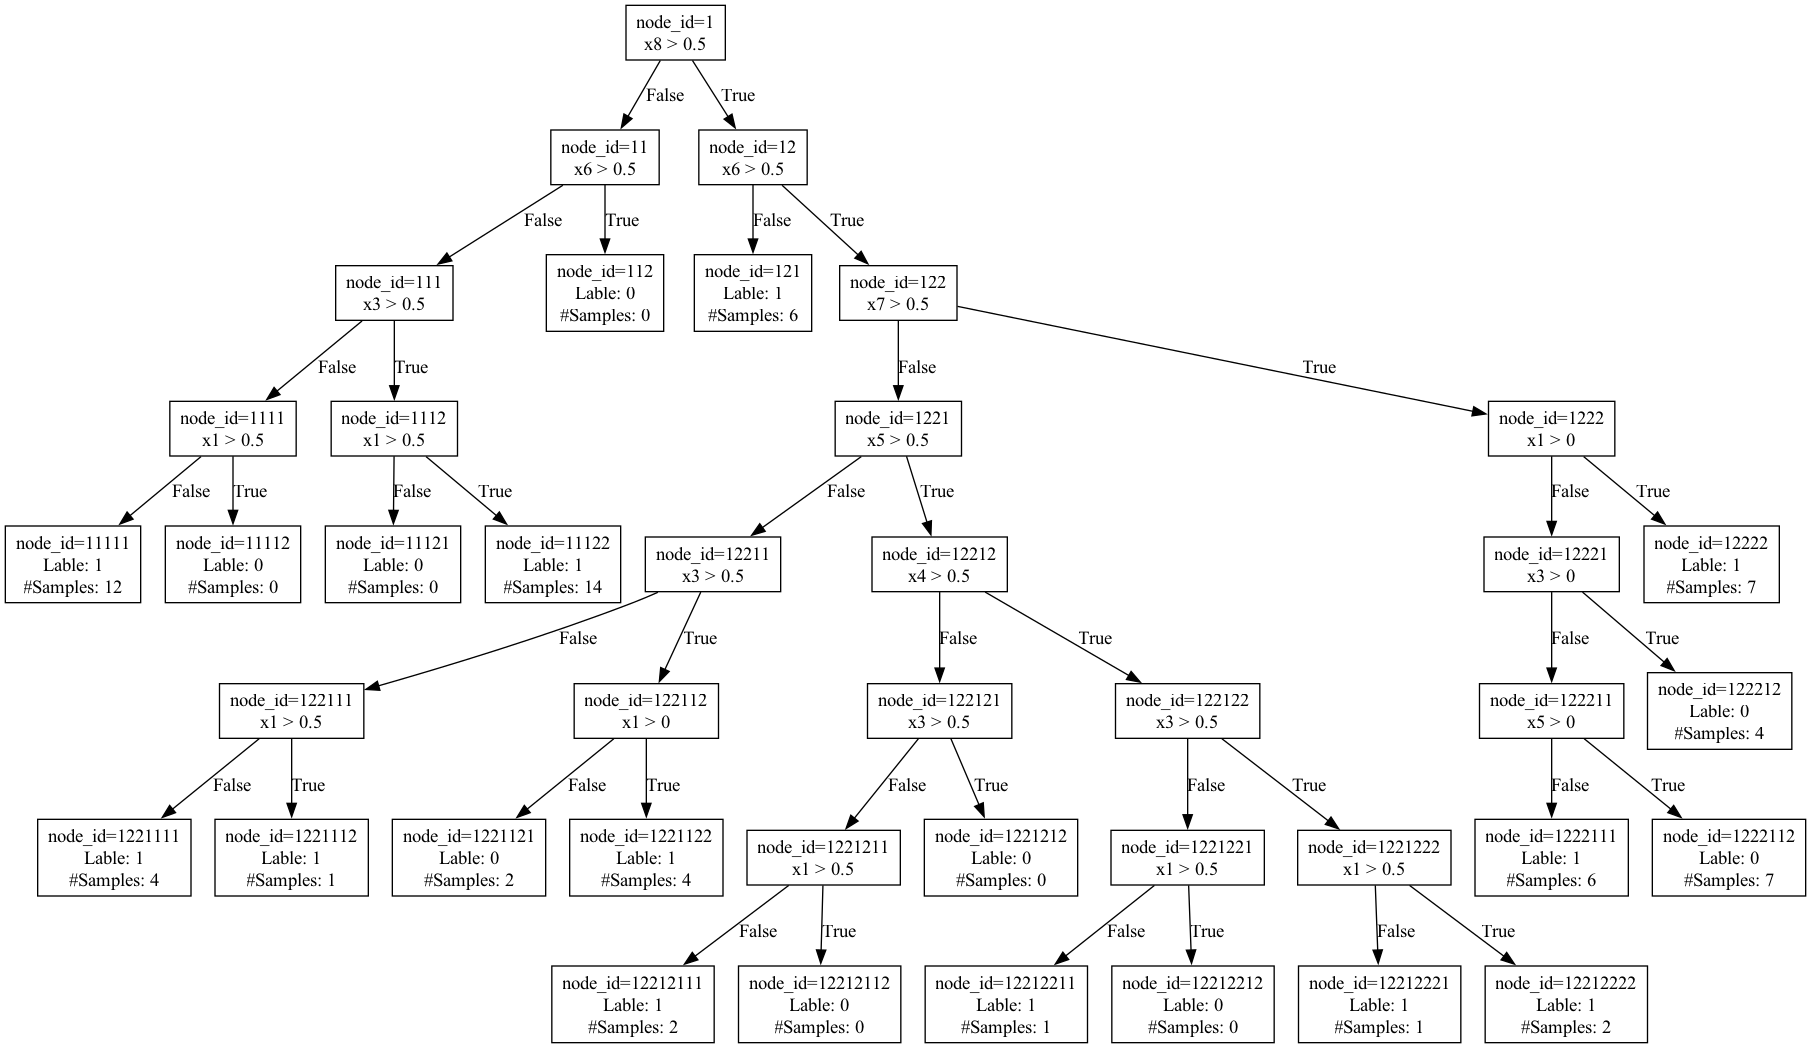 node_id=1
x8 > 0.5
False
True
node_id=11
x6 > 0.5
node_id=12
x6 > 0.5
False
True
False
True
node_id=111
x3 > 0.5
node_id=112
Lable: 0
#Samples: 0
node_id=121
Lable: 1
#Samples: 6
node_id=122
x7 > 0.5
False
True
False
True
node_id=1111
x1 > 0.5
node_id=1112
x1 > 0.5
node_id=1221
x5 > 0.5
node_id=1222
x1 > 0
False
True
False
True
False
True
False
True
node_id=11111
Lable: 1
#Samples: 12
node_id=11112
Lable: 0
#Samples: 0
node_id=11121
Lable: 0
#Samples: 0
node_id=11122
Lable: 1
#Samples: 14
node_id=12211
x3 > 0.5
node_id=12212
x4 > 0.5
node_id=12221
x3 > 0
node_id=12222
Lable: 1
#Samples: 7
False
True
False
True
False
True
node_id=122111
x1 > 0.5
node_id=122112
x1 > 0
node_id=122121
x3 > 0.5
node_id=122122
x3 > 0.5
node_id=122211
x5 > 0
node_id=122212
Lable: 0
#Samples: 4
False
True
False
True
False
True
False
True
False
True
node_id=1221111
Lable: 1
#Samples: 4
node_id=1221112
Lable: 1
#Samples: 1
node_id=1221121
Lable: 0
#Samples: 2
node_id=1221122
Lable: 1
#Samples: 4
node_id=1221211
x1 > 0.5
node_id=1221212
Lable: 0
#Samples: 0
node_id=1221221
x1 > 0.5
node_id=1221222
x1 > 0.5
node_id=1222111
Lable: 1
#Samples: 6
node_id=1222112
Lable: 0
#Samples: 7
False
True
False
True
False
True
node_id=12212111
Lable: 1
#Samples: 2
node_id=12212112
Lable: 0
#Samples: 0
node_id=12212211
Lable: 1
#Samples: 1
node_id=12212212
Lable: 0
#Samples: 0
node_id=12212221
Lable: 1
#Samples: 1
node_id=12212222
Lable: 1
#Samples: 2